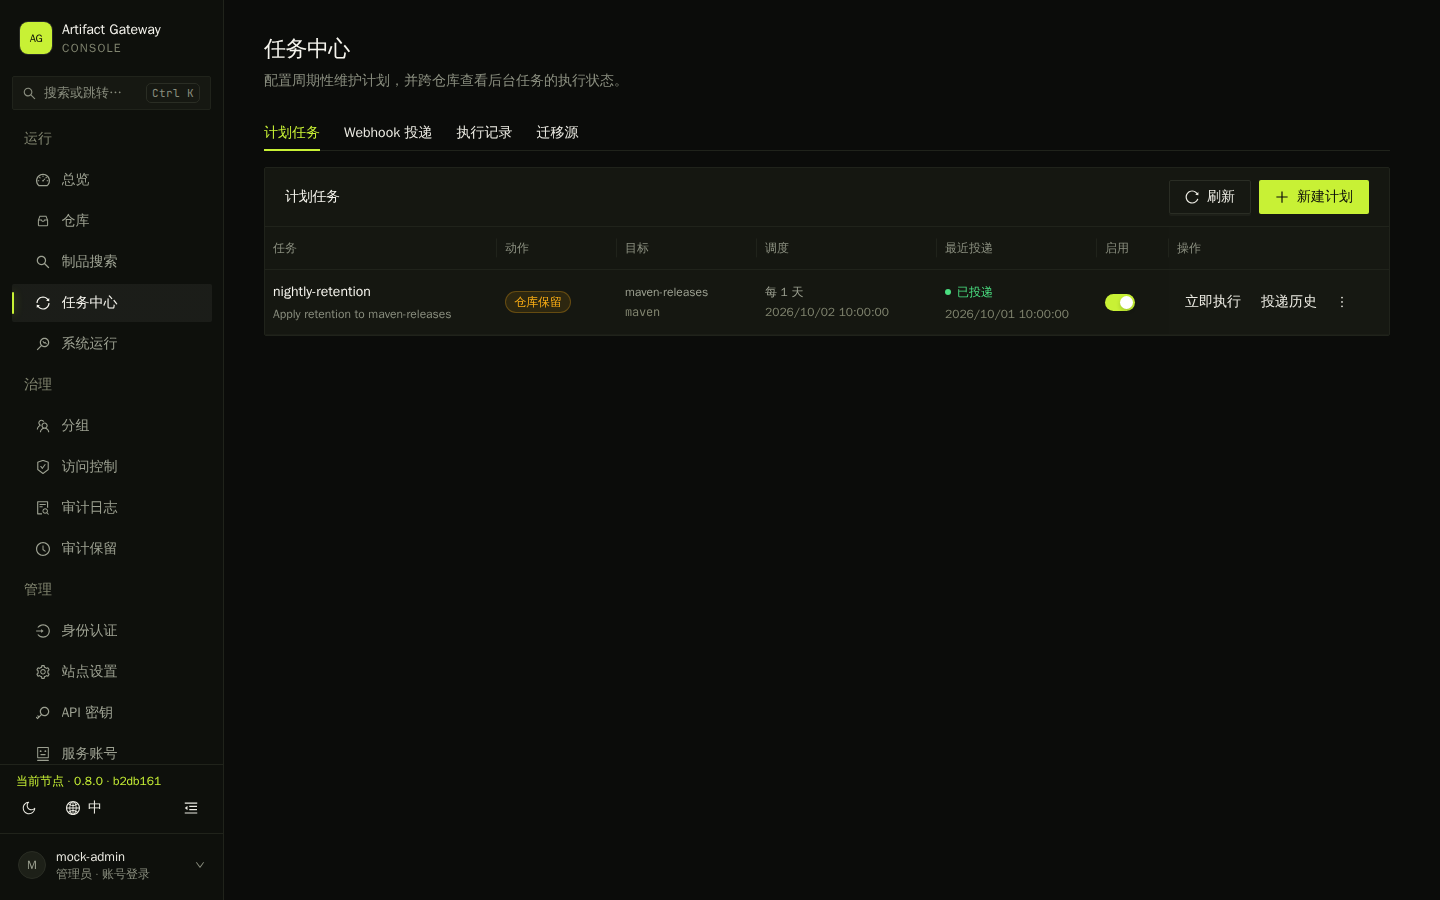 AG
Artifact Gateway
CONSOLE
搜索或跳转…
Ctrl K
运行
总览
仓库
制品搜索
任务中心
系统运行
治理
分组
访问控制
审计日志
审计保留
管理
身份认证
站点设置
API 密钥
服务账号
当前节点 · 0.8.0 · b2db161
中
M
mock-admin
管理员 · 账号登录
任务中心
配置周期性维护计划，并跨仓库查看后台任务的执行状态。
计划任务 Webhook 投递 执行记录 迁移源
计划任务
刷新
新建计划
任务 动作 目标 调度 最近投递 启用 操作
nightly-retention
Apply retention to maven-releases
仓库保留
maven-releases
maven
每 1 天
2026/10/02 10:00:00
已投递
2026/10/01 10:00:00
立即执行 投递历史